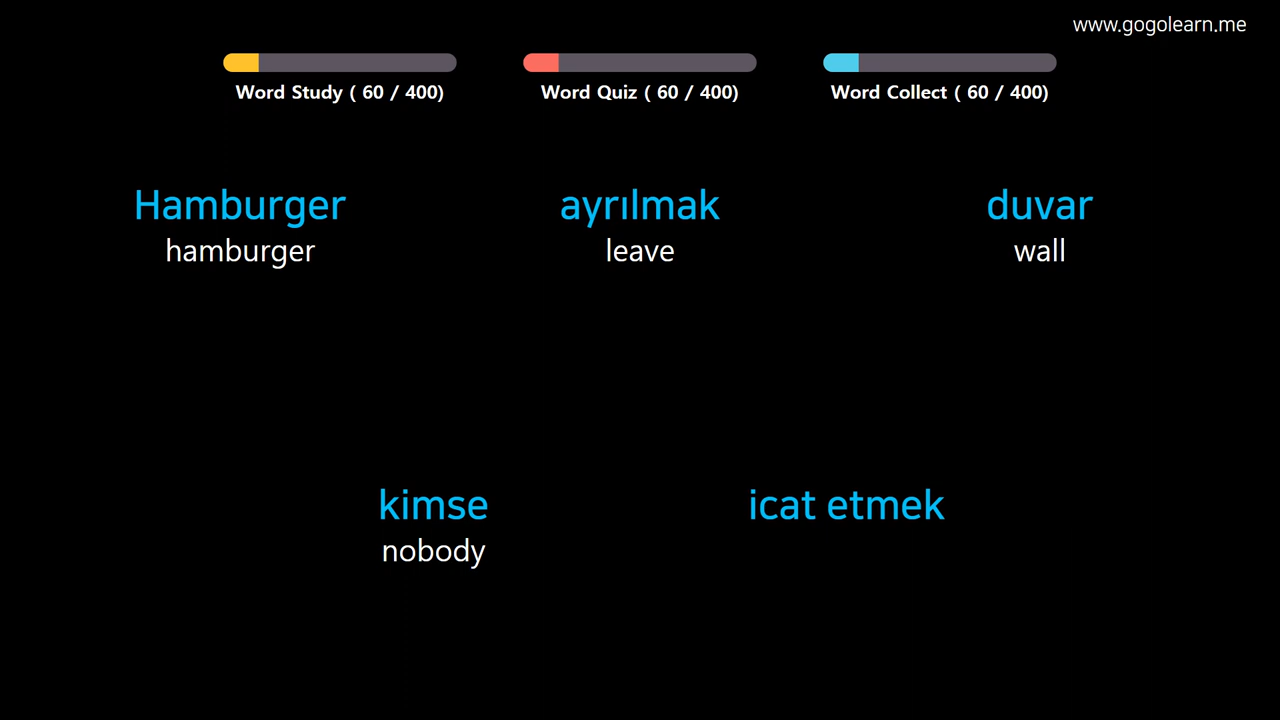 www.gogolearn.me
Word Study ( 60 / 400)
Word Quiz ( 60 / 400)
Word Collect ( 60 / 400)
Hamburger
hamburger
ayrılmak
leave
duvar
wall
kimse
nobody
icat etmek